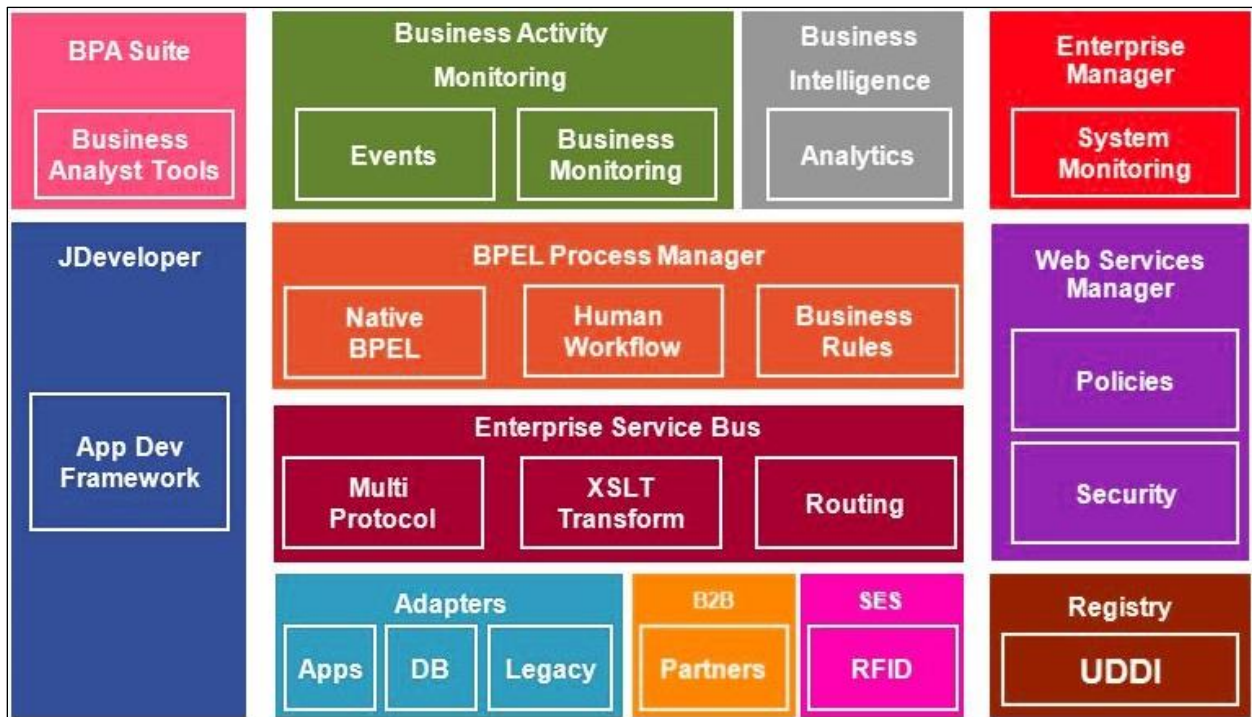 BPA Suite
Business
Analyst Tools
Business Activity
Monitoring
Events
Business
Monitoring
Business
Intelligence
Analytics
Enterprise
Manager
System
Monitoring
JDeveloper
App Dev
Framework
BPEL Process Manager
Native
BPEL
Human
Workflow
Business
Rules
Web Services
Manager
Policies
Security
Enterprise Service Bus
Multi
Protocol
XSLT
Transform
Routing
Adapters
Apps
DB
Legacy
B2B
Partners
SES
RFID
Registry
UDDI